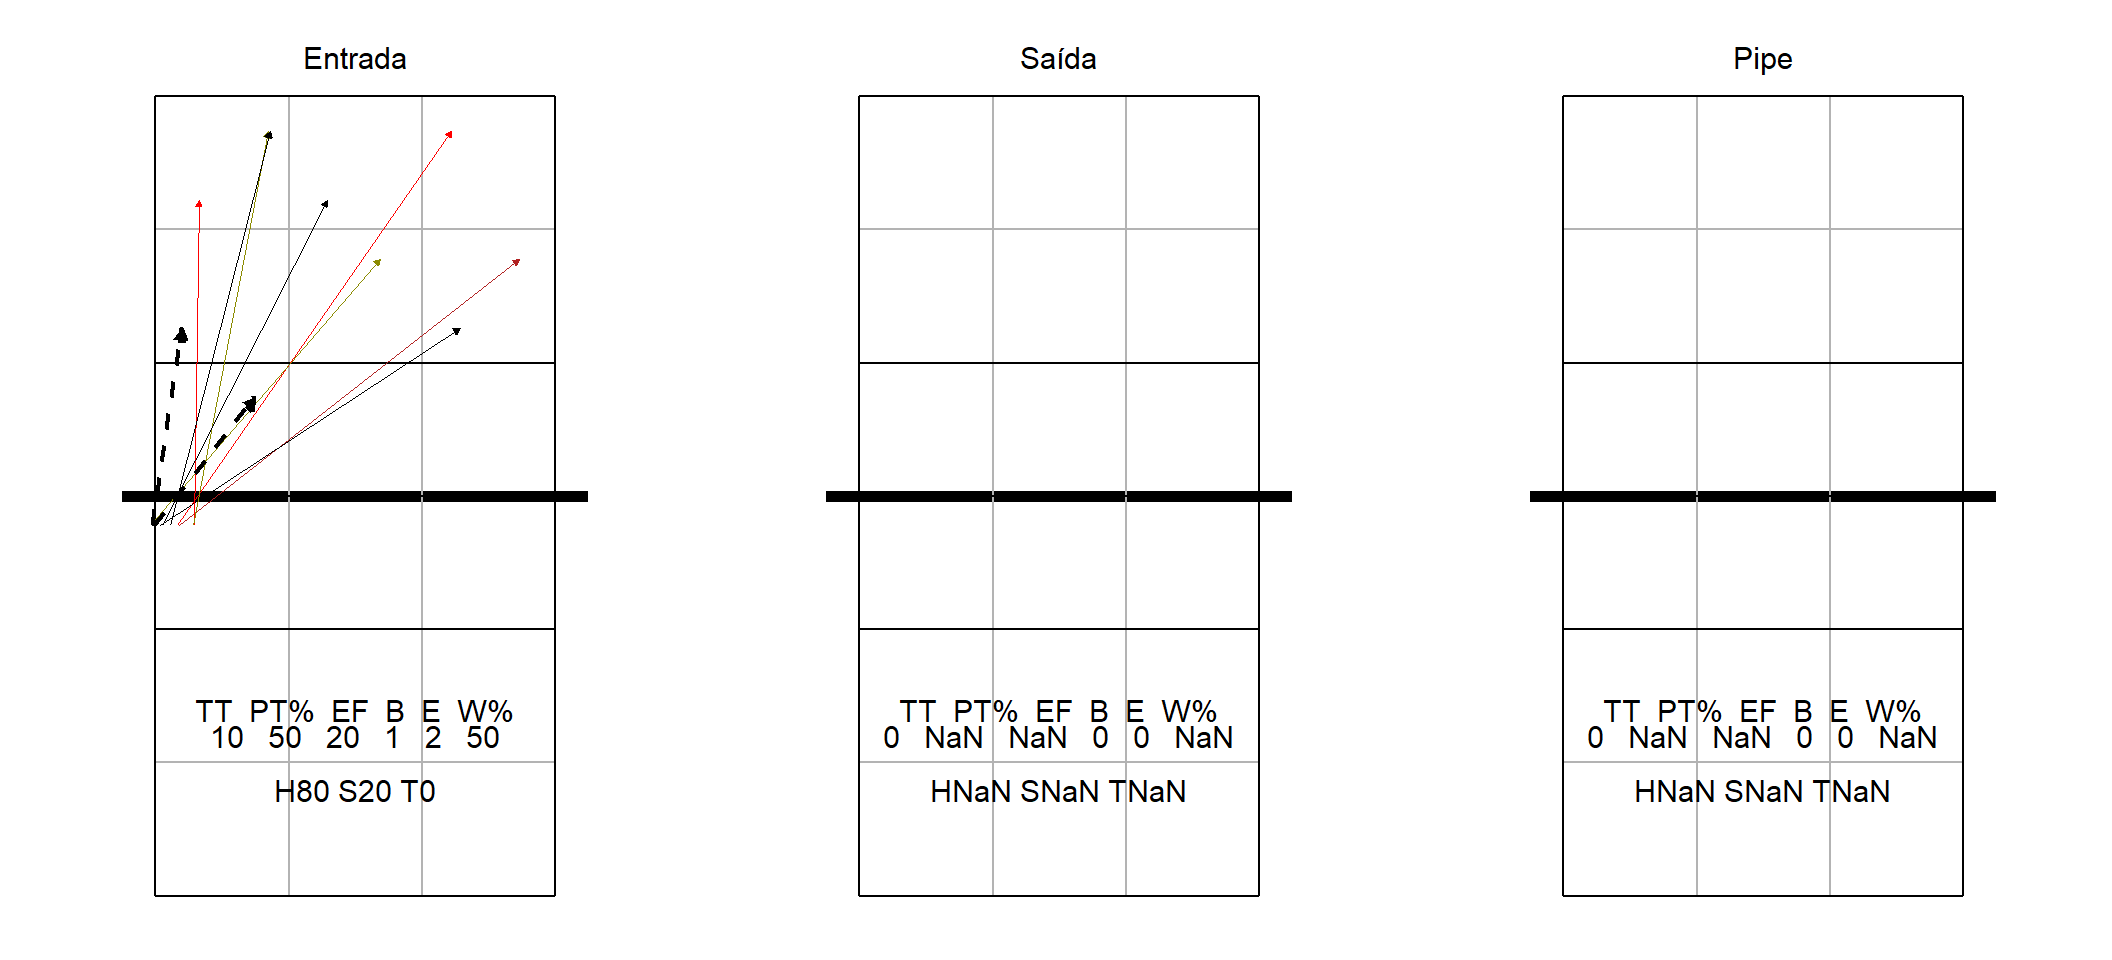 Entrada
TT PT% EF B E W%
10 50 20 1 2 50
H80 S20 T0
Saída
TT PT% EF B E W%
0 NaN NaN 0 0 NaN
HNaN SNaN TNaN
Pipe
TT PT% EF B E W%
0 NaN NaN 0 0 NaN
HNaN SNaN TNaN